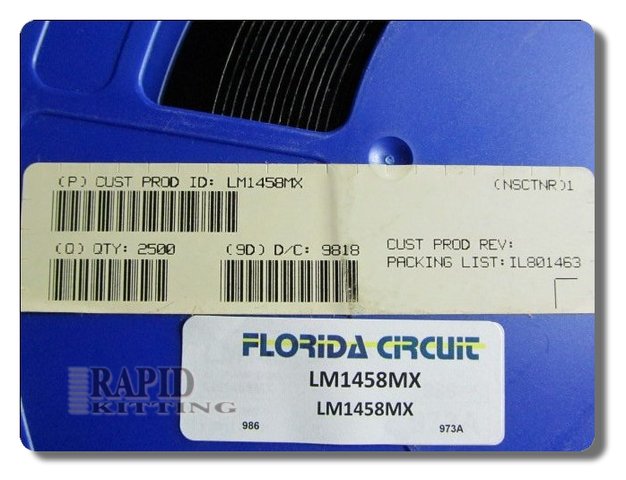 (P) CUST PROD ID: LM1458MX
(NSCTNR)1
(Q) QTY: 2500
(9D) D/C: 9818
CUST PROD REV:
PACKING LIST:IL801463
FLORIDA CIRCUIT
LM1458MX
LM1458MX
986
973A
RAPID
KITTING